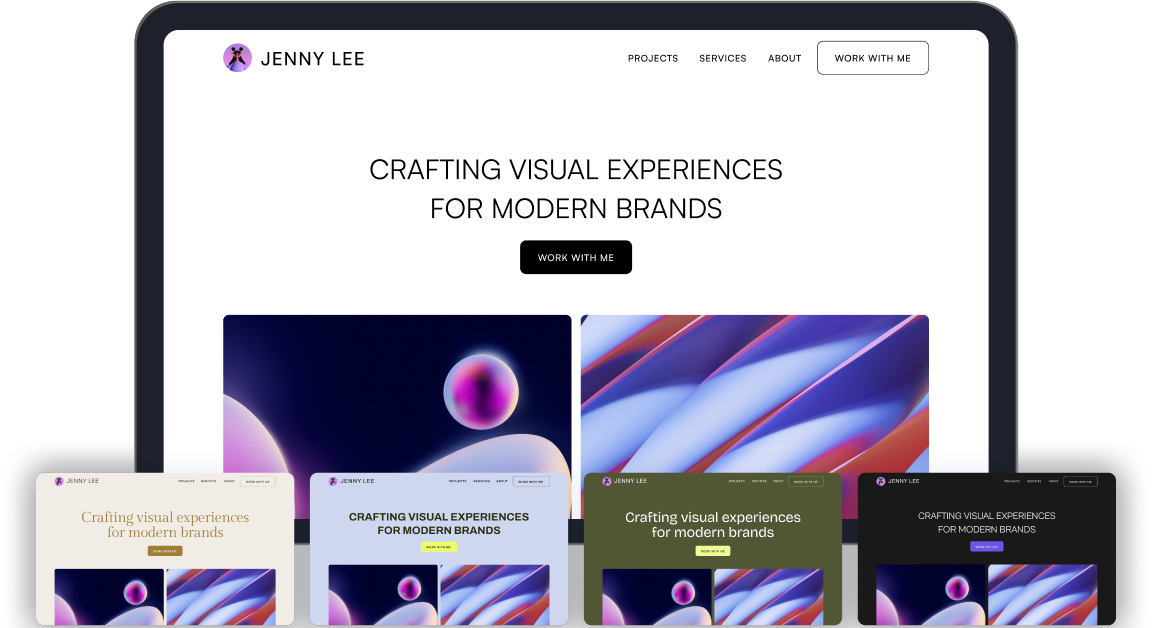 JENNY LEE
PROJECTS SERVICES ABOUT WORK WITH ME
CRAFTING VISUAL EXPERIENCES
FOR MODERN BRANDS
WORK WITH ME
JENNY LEE
PROJECTS SERVICES ABOUT WORK WITH ME
Crafting visual experiences
for modern brands
WORK WITH ME
JENNY LEE
PROJECTS SERVICES ABOUT WORK WITH ME
CRAFTING VISUAL EXPERIENCES
FOR MODERN BRANDS
WORK WITH ME
JENNY LEE
PROJECTS SERVICES ABOUT WORK WITH ME
Crafting visual experiences
for modern brands
WORK WITH ME
JENNY LEE
PROJECTS SERVICES ABOUT WORK WITH ME
CRAFTING VISUAL EXPERIENCES
FOR MODERN BRANDS
WORK WITH ME